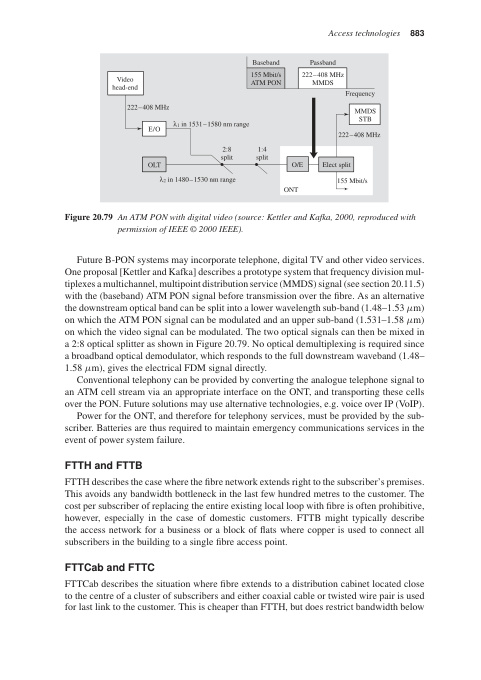 Access technologies 883
Baseband Passband
155 Mbit/s
ATM PON
222–408 MHz
MMDS
Frequency
Video
head-end
222–408 MHz
E/O
λ1 in 1531–1580 nm range
MMDS
STB
222–408 MHz
2:8
split
1:4
split
OLT
O/E
Elect split
λ2 in 1480–1530 nm range
155 Mbit/s
ONT
Figure 20.79 An ATM PON with digital video (source: Kettler and Kafka, 2000, reproduced with
permission of IEEE © 2000 IEEE).
Future B-PON systems may incorporate telephone, digital TV and other video services.
One proposal [Kettler and Kafka] describes a prototype system that frequency division mul-
tiplexes a multichannel, multipoint distribution service (MMDS) signal (see section 20.11.5)
with the (baseband) ATM PON signal before transmission over the fibre. As an alternative
the downstream optical band can be split into a lower wavelength sub-band (1.48–1.53 μm)
on which the ATM PON signal can be modulated and an upper sub-band (1.531–1.58 μm)
on which the video signal can be modulated. The two optical signals can then be mixed in
a 2:8 optical splitter as shown in Figure 20.79. No optical demultiplexing is required since
a broadband optical demodulator, which responds to the full downstream waveband (1.48–
1.58 μm), gives the electrical FDM signal directly.
Conventional telephony can be provided by converting the analogue telephone signal to
an ATM cell stream via an appropriate interface on the ONT, and transporting these cells
over the PON. Future solutions may use alternative technologies, e.g. voice over IP (VoIP).
Power for the ONT, and therefore for telephony services, must be provided by the sub-
scriber. Batteries are thus required to maintain emergency communications services in the
event of power system failure.
FTTH and FTTB
FTTH describes the case where the fibre network extends right to the subscriber's premises.
This avoids any bandwidth bottleneck in the last few hundred metres to the customer. The
cost per subscriber of replacing the entire existing local loop with fibre is often prohibitive,
however, especially in the case of domestic customers. FTTB might typically describe
the access network for a business or a block of flats where copper is used to connect all
subscribers in the building to a single fibre access point.
FTTCab and FTTC
FTTCab describes the situation where fibre extends to a distribution cabinet located close
to the centre of a cluster of subscribers and either coaxial cable or twisted wire pair is used
for last link to the customer. This is cheaper than FTTH, but does restrict bandwidth below